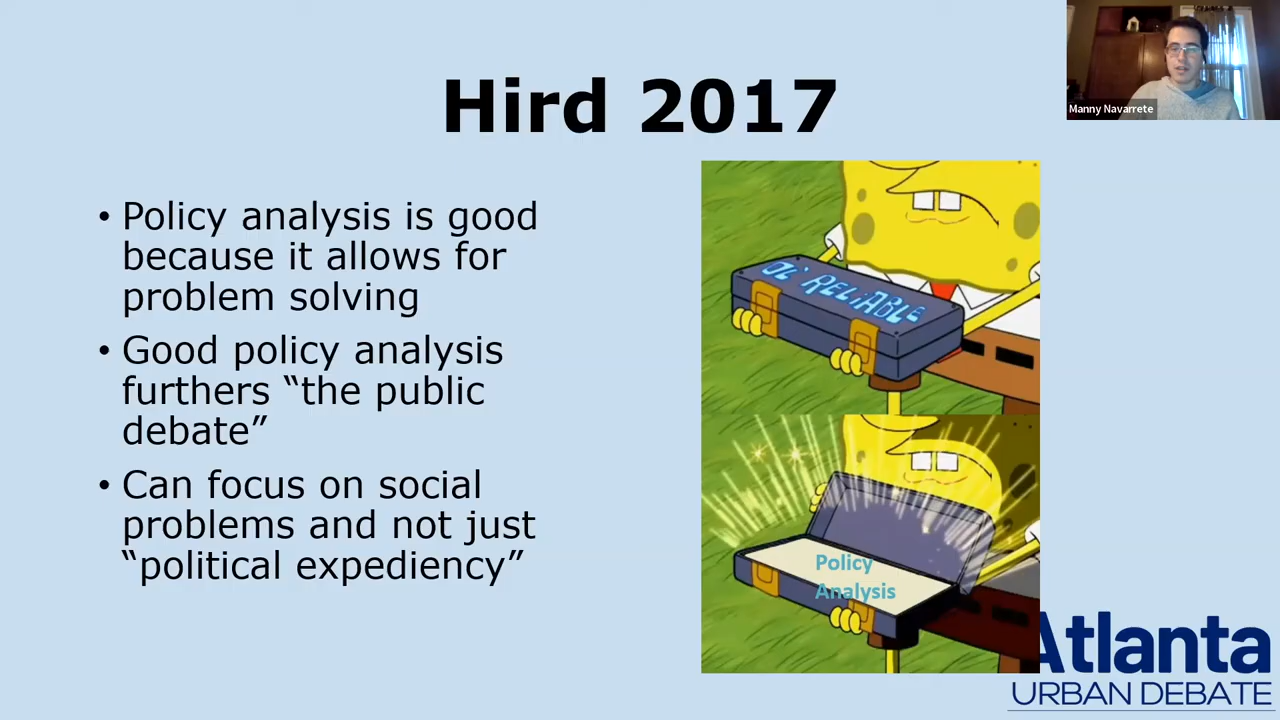 Hird 2017
Manny Navarrete
• Policy analysis is good
because it allows for
problem solving
• Good policy analysis
furthers “the public
debate”
• Can focus on social
problems and not just
“political expediency”
OL' RELIABLE
Policy
Analysis
Atlanta
URBAN DEBATE